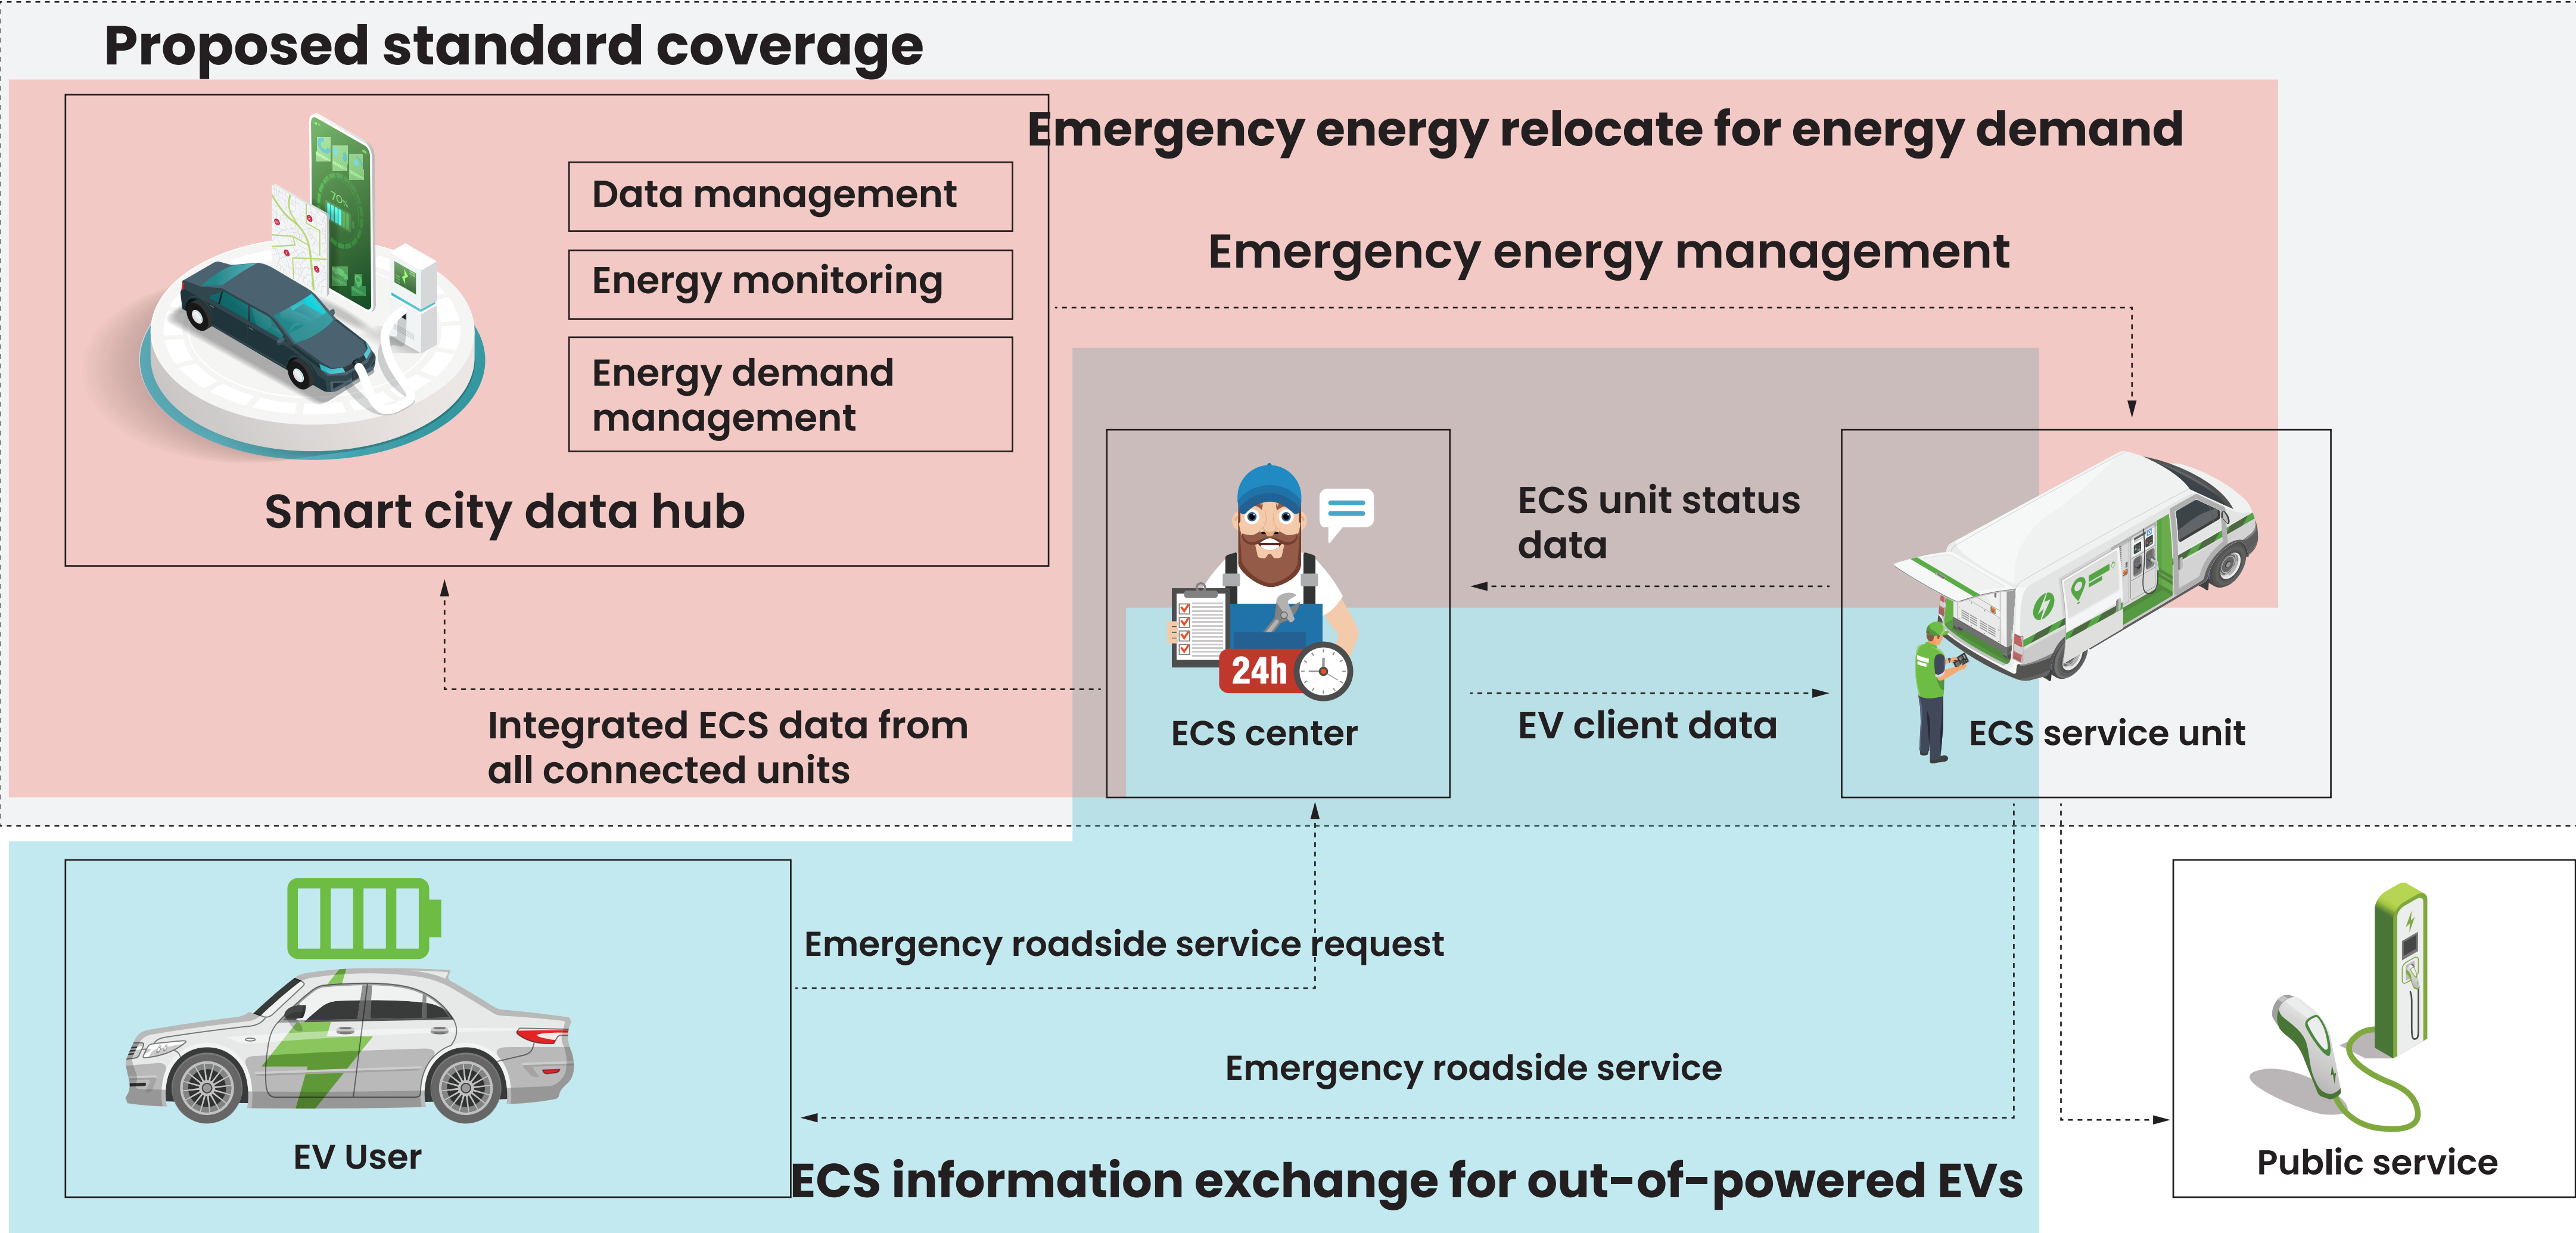 Proposed standard coverage
Emergency energy relocate for energy demand
Data management
Energy monitoring
Energy demand
management
70%
Smart city data hub
Emergency energy management
ECS unit status
data
24h
ECS center
EV client data
ECS service unit
Integrated ECS data from
all connected units
Emergency roadside service request
Emergency roadside service
EV User
ECS information exchange for out-of-powered EVs
Public service